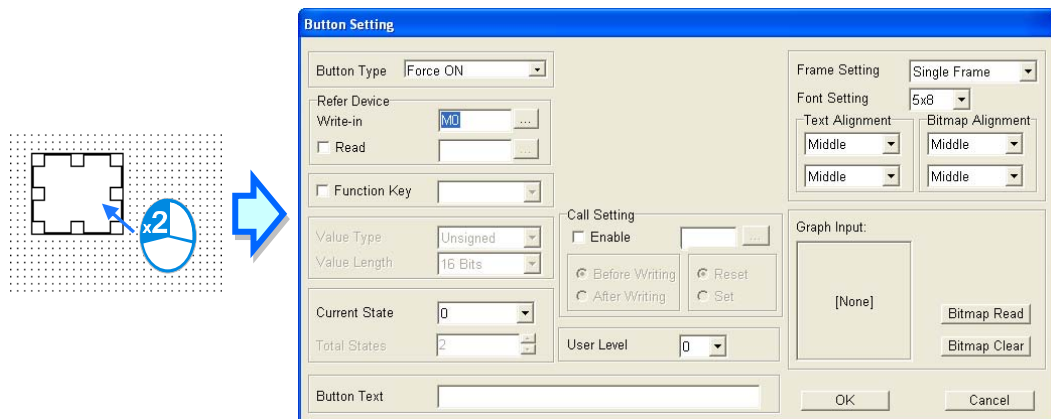 x2
Button Setting
Button Type Force ON
Refer Device
Write-in M0 ...
Read ...
Function Key
Value Type Unsigned
Value Length 16 Bits
Current State 0
Total States 2
Button Text
Call Setting
Enable ...
Before Writing Reset
After Writing Set
User Level 0
Frame Setting Single Frame
Font Setting 5x8
Text Alignment Bitmap Alignment
Middle Middle
Middle Middle
Graph Input:
[None]
Bitmap Read
Bitmap Clear
OK Cancel